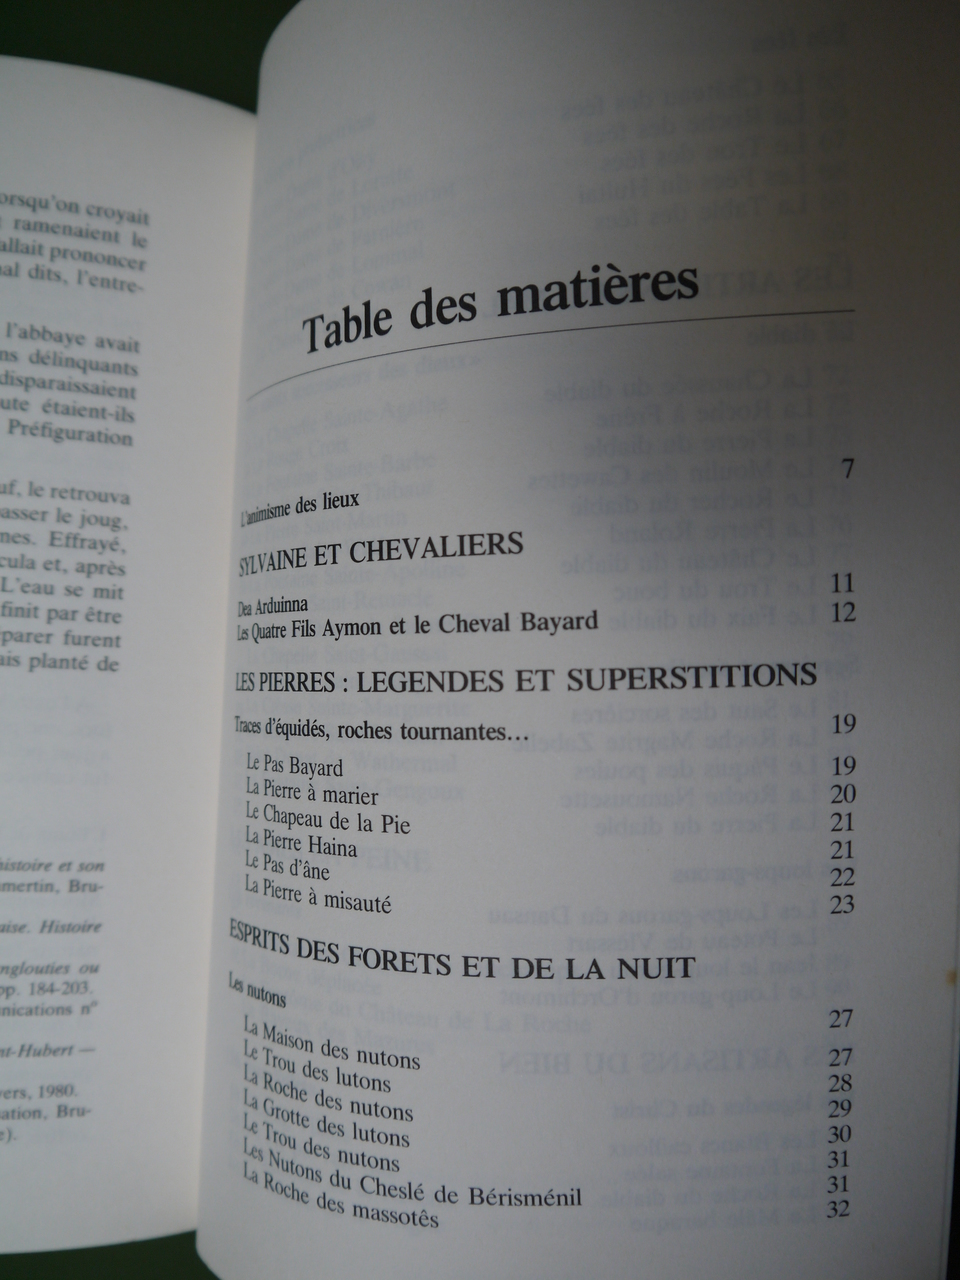 orsqu'on croyait
ramenaient le
allait prononcer
al dits, l'entre-
l'abbaye avait
ns délinquants
disparaissaient
ute étaient-ils
Préfiguration
uf, le retrouva
asser le joug,
mes. Effrayé,
cula et, après
L'eau se mit
finit par être
parer furent
ais planté de
histoire et son
mertin, Bru-
aise. Histoire
nglouties ou
pp. 184-203.
nications n°
nt-Hubert —
vers, 1980.
ation, Bru-
Table des matières
L'animisme des lieux 7
SYLVAINE ET CHEVALIERS
Dea Arduinna 11
Les Quatre Fils Aymon et le Cheval Bayard 12
LES PIERRES : LEGENDES ET SUPERSTITIONS
Traces d'équidés, roches tournantes... 19
Le Pas Bayard 19
La Pierre à marier 20
Le Chapeau de la Pie 21
La Pierre Haina 21
Le Pas d'âne 22
La Pierre à misauté 23
ESPRITS DES FORETS ET DE LA NUIT
Les nutons 27
La Maison des nutons 27
Le Trou des lutons 28
La Roche des nutons 29
La Grotte des lutons 30
Le Trou des nutons 31
Les Nutons du Cheslé de Bérisménil 31
La Roche des massotês 32